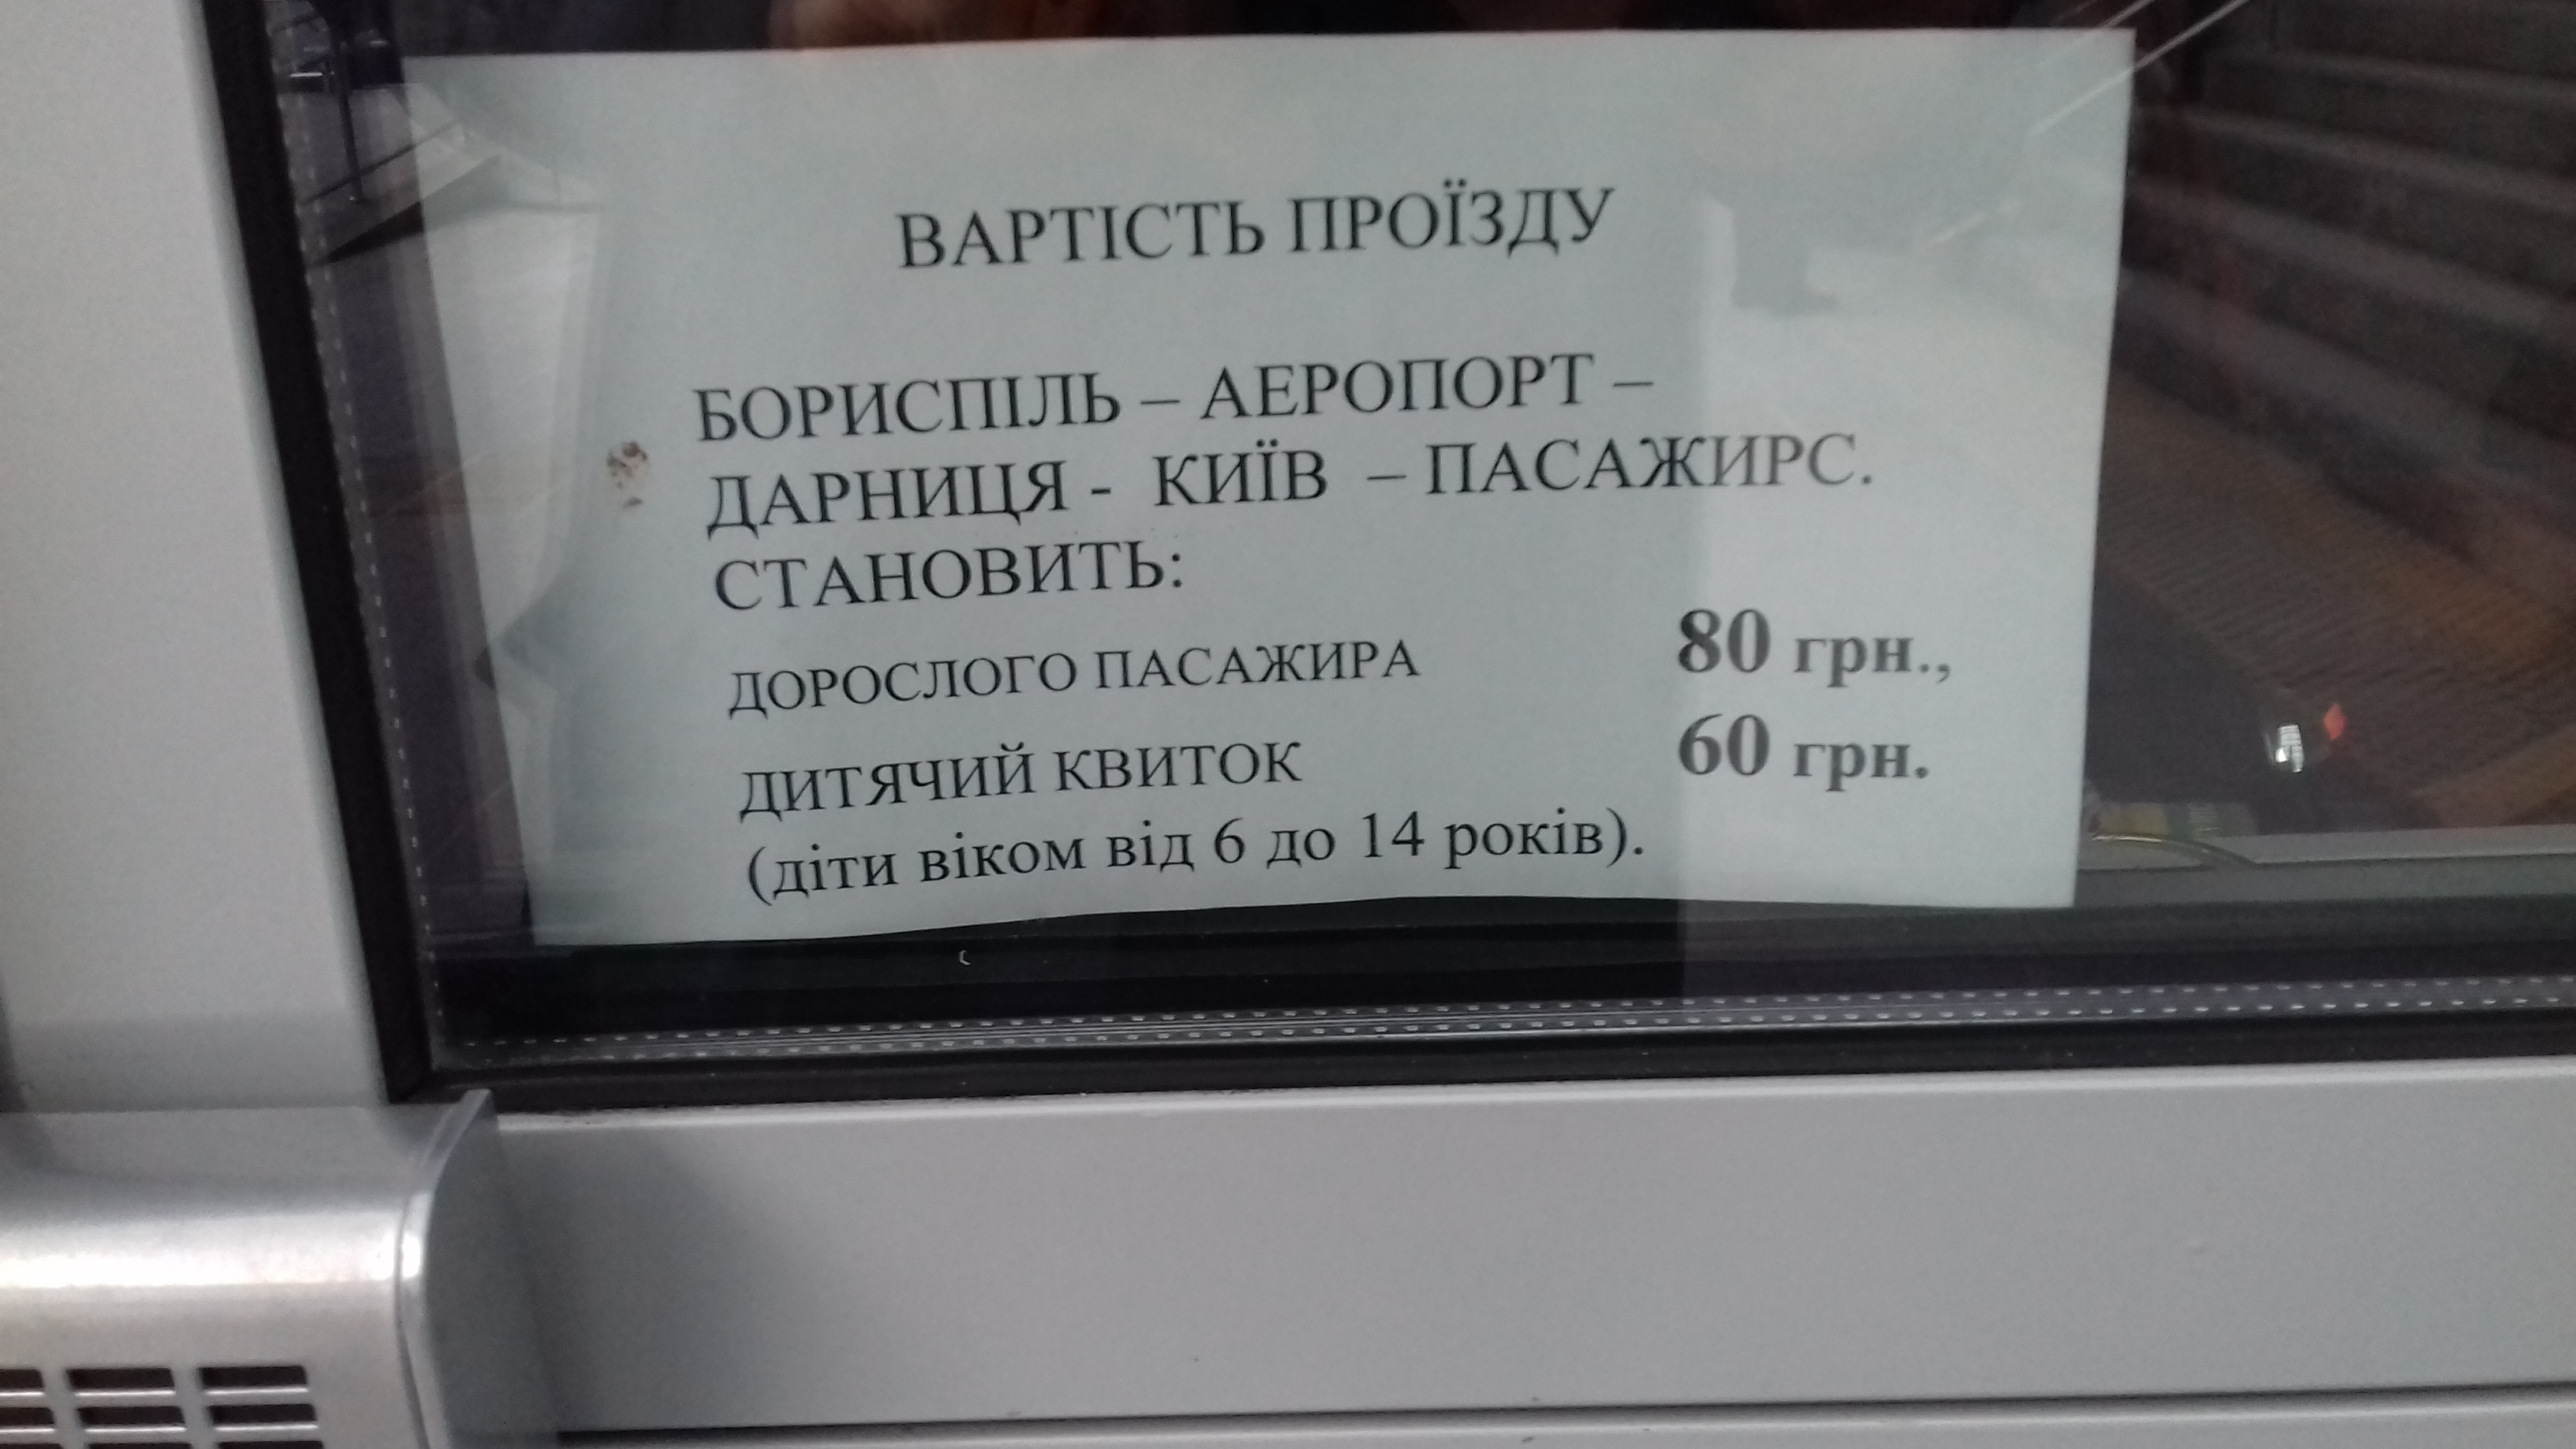 ВАРТІСТЬ ПРОЇЗДУ
БОРИСПІЛЬ – АЕРОПОРТ –
ДАРНИЦЯ - КИЇВ – ПАСАЖИРС.
СТАНОВИТЬ:
ДОРОСЛОГО ПАСАЖИРА 80 грн.,
ДИТЯЧИЙ КВИТОК 60 грн.
(діти віком від 6 до 14 років).